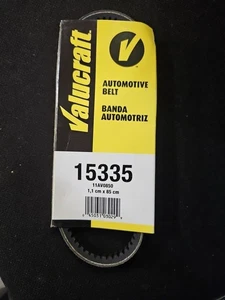 Valucraft
AUTOMOTIVE
BELT
BANDA
AUTOMOTRIZ
15335
11AV0850
1,1 cm x 85 cm